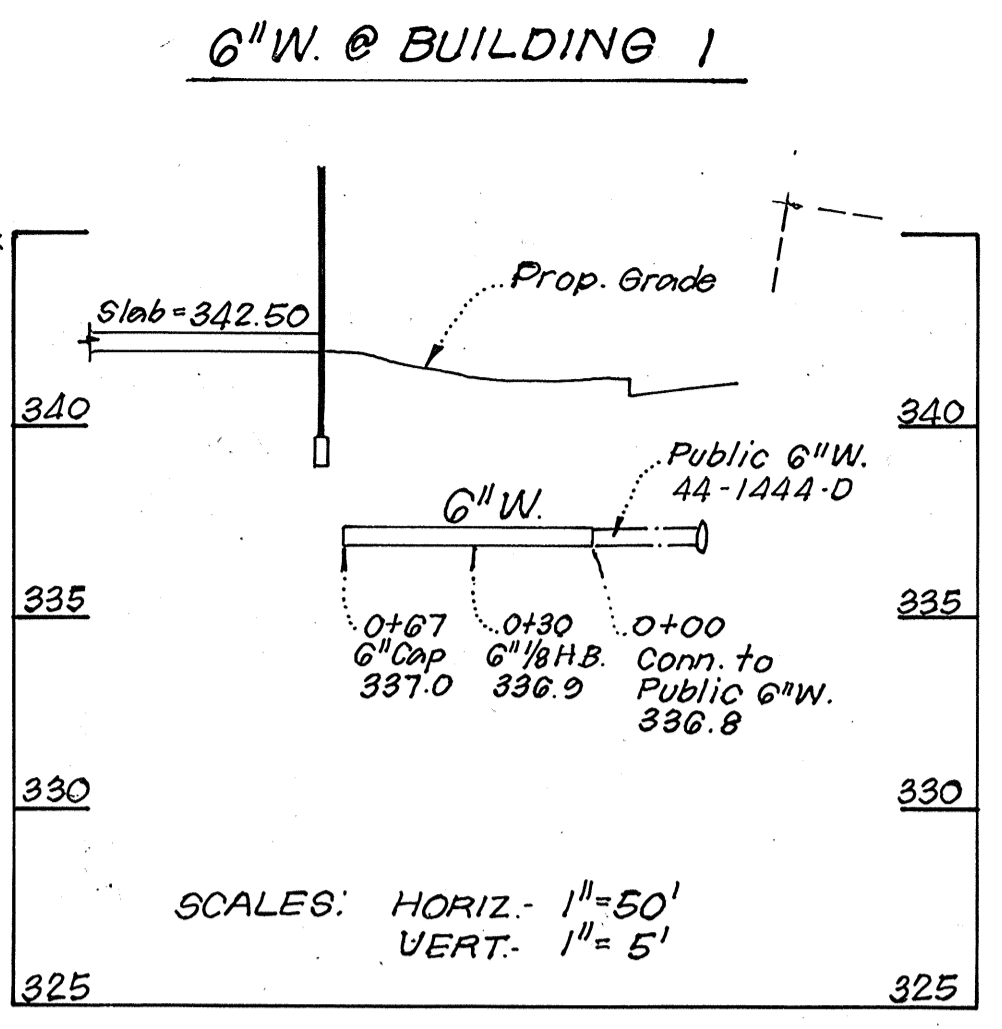 6"W. @ BUILDING 1
Prop. Grade
Slab=342.50
340
340
Public 6"W.
44-1444-D
6"W.
335
335
0+67
6"Cap
337.0
0+30
6"1/8 H.B.
336.9
0+00
Conn. to
Public 6"W.
336.8
330
330
SCALES: HORIZ.- 1"=50'
VERT.- 1"= 5'
325
325